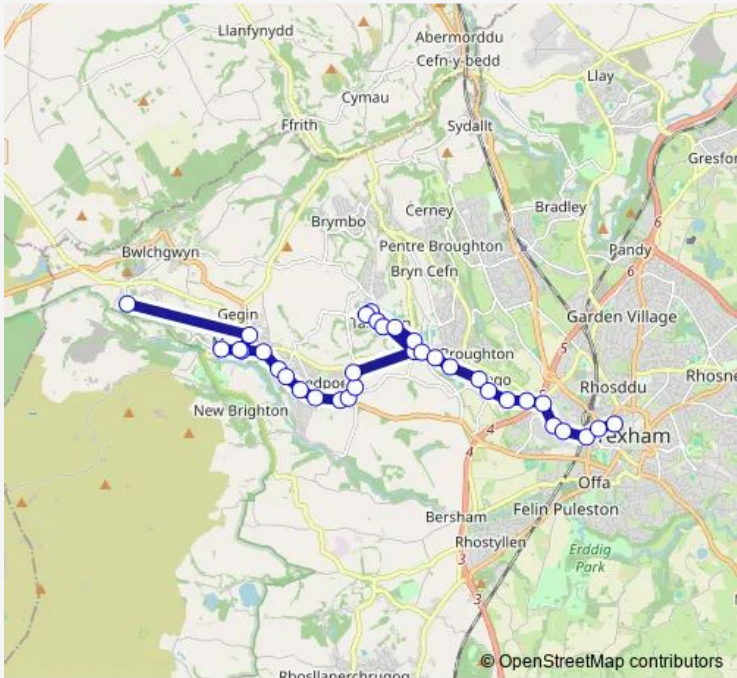 Llanfynydd
Abermorddu
Cefn-y-bedd
Llay
Cymau
Ffrith
Sydallt
Gresfor
Brymbo
Cerney
Bradley
6
Pandy
Bwlchgwyn
Pentre Broughton
Bryn Cefn
6
Gegin
Garden Village
5
Broughton
5
Rhosddu
Rhosne
New Brighton
4
4
exham
Offa
Bersham
Felin Puleston
Rhostyllen
Erddig
Park
3
3
Rhosllanerchrugog
© OpenStreetMap contributors